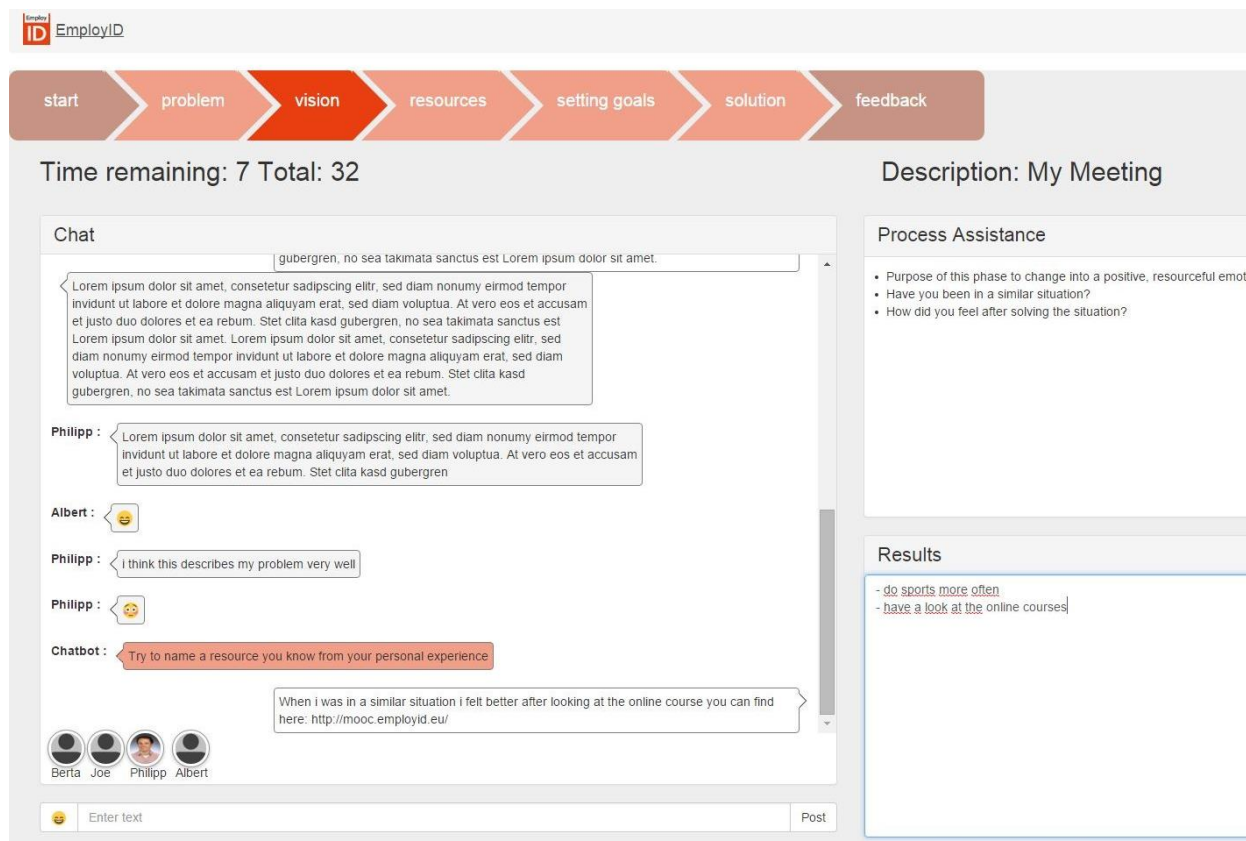 Employ
ID EmployID
start problem vision resources setting goals solution feedback
Time remaining: 7 Total: 32
Description: My Meeting
Chat
gubergren, no sea takimata sanctus est Lorem ipsum dolor sit amet.
Lorem ipsum dolor sit amet, consetetur sadipscing elitr, sed diam nonumy eirmod tempor
invidunt ut labore et dolore magna aliquyam erat, sed diam voluptua. At vero eos et accusam
et justo duo dolores et ea rebum. Stet clita kasd gubergren, no sea takimata sanctus est
Lorem ipsum dolor sit amet. Lorem ipsum dolor sit amet, consetetur sadipscing elitr, sed
diam nonumy eirmod tempor invidunt ut labore et dolore magna aliquyam erat, sed diam
voluptua. At vero eos et accusam et justo duo dolores et ea rebum. Stet clita kasd
gubergren, no sea takimata sanctus est Lorem ipsum dolor sit amet.
Philipp : Lorem ipsum dolor sit amet, consetetur sadipscing elitr, sed diam nonumy eirmod tempor
invidunt ut labore et dolore magna aliquyam erat, sed diam voluptua. At vero eos et accusam
et justo duo dolores et ea rebum. Stet clita kasd gubergren
Albert : 😄
Philipp : i think this describes my problem very well
Philipp : 😳
Chatbot : Try to name a resource you know from your personal experience
When i was in a similar situation i felt better after looking at the online course you can find
here: http://mooc.employid.eu/
Berta Joe Philipp Albert
Enter text Post
Process Assistance
• Purpose of this phase to change into a positive, resourceful emot
• Have you been in a similar situation?
• How did you feel after solving the situation?
Results
- do sports more often
- have a look at the online courses